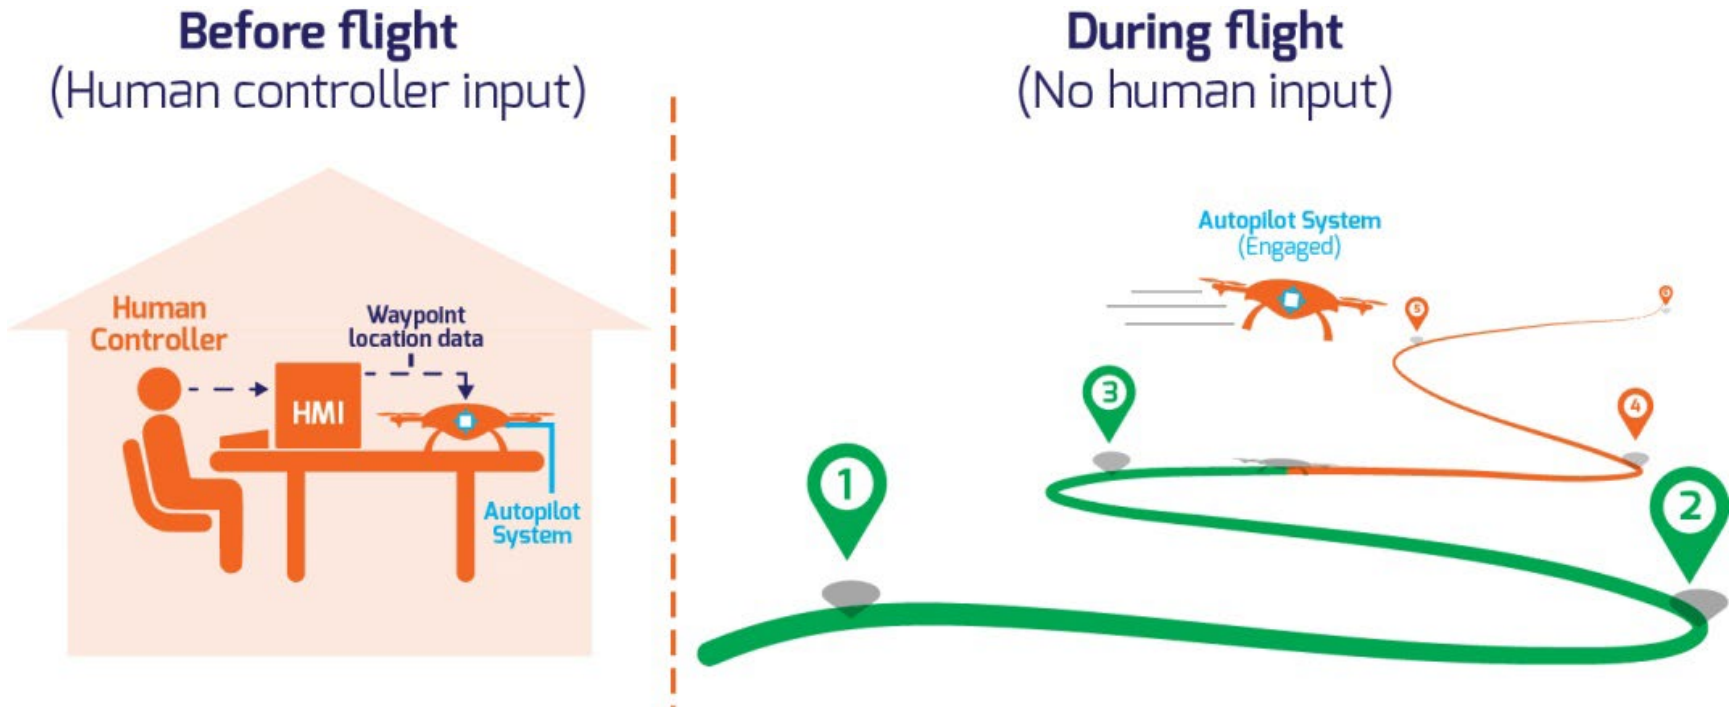 Before flight
(Human controller input)
Human
Controller
Waypoint
location data
HMI
Autopilot
System
During flight
(No human input)
Autopilot System
(Engaged)
5
3
4
1
2